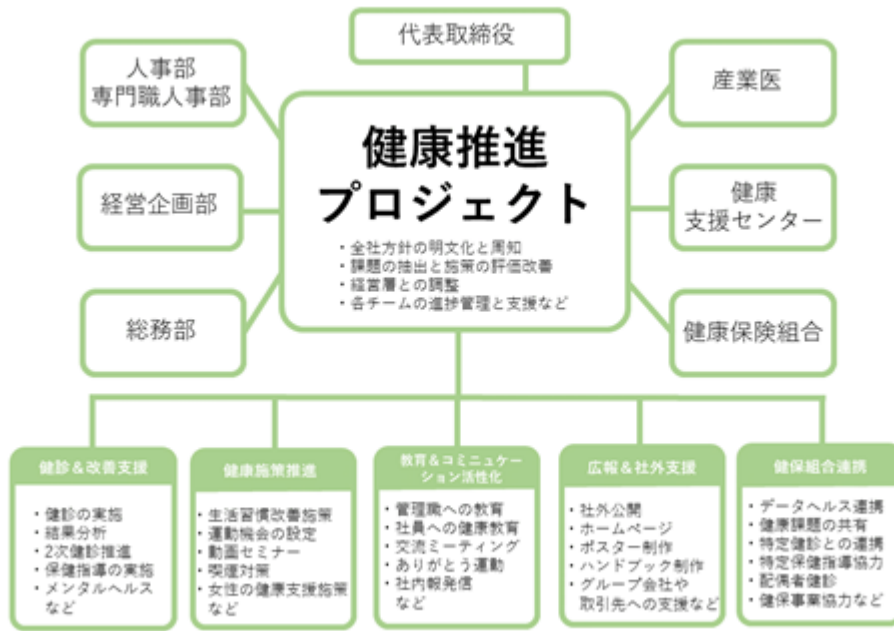 代表取締役
人事部
専門職人事部
経営企画部
総務部
健康推進
プロジェクト
・全社方針の明文化と周知
・課題の抽出と施策の評価改善
・経営層との調整
・各チームの進捗管理と支援など
産業医
健康
支援センター
健康保険組合
健診&改善支援
・健診の実施
・結果分析
・2次健診推進
・保健指導の実施
・メンタルヘルス
など
健康施策推進
・生活習慣改善施策
・運動機会の設定
・動画セミナー
・喫煙対策
・女性の健康支援施策
など
教育&コミニュケー
ション活性化
・管理職への教育
・社員への健康教育
・交流ミーティング
・ありがとう運動
・社内報発信
など
広報&社外支援
・社外公開
・ホームページ
・ポスター制作
・ハンドブック制作
・グループ会社や
取引先への支援など
健保組合連携
・データヘルス連携
・健康課題の共有
・特定健診との連携
・特定保健指導協力
・配偶者健診
・健保事業協力など